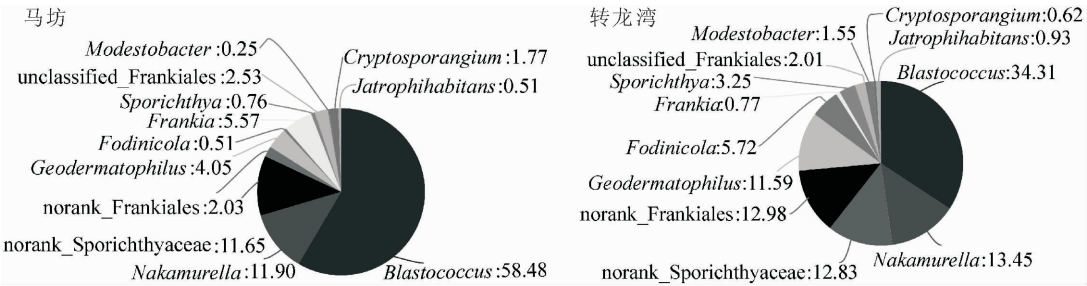 马坊
Modestobacter:0.25
Cryptosporangium:1.77
unclassified_Frankiales:2.53
Jatrophihabitans:0.51
Sporichthya:0.76
Frankia:5.57
Fodinicola:0.51
Geodermatophilus:4.05
norank_Frankiales:2.03
norank_Sporichthyaceae:11.65
Nakamurella:11.90
Blastococcus:58.48
转龙湾
Cryptosporangium:0.62
Modestobacter:1.55
Jatrophihabitans:0.93
unclassified_Frankiales:2.01
Blastococcus:34.31
Sporichthya:3.25
Frankia:0.77
Fodinicola:5.72
Geodermatophilus:11.59
norank_Frankiales:12.98
Nakamurella:13.45
norank_Sporichthyaceae:12.83